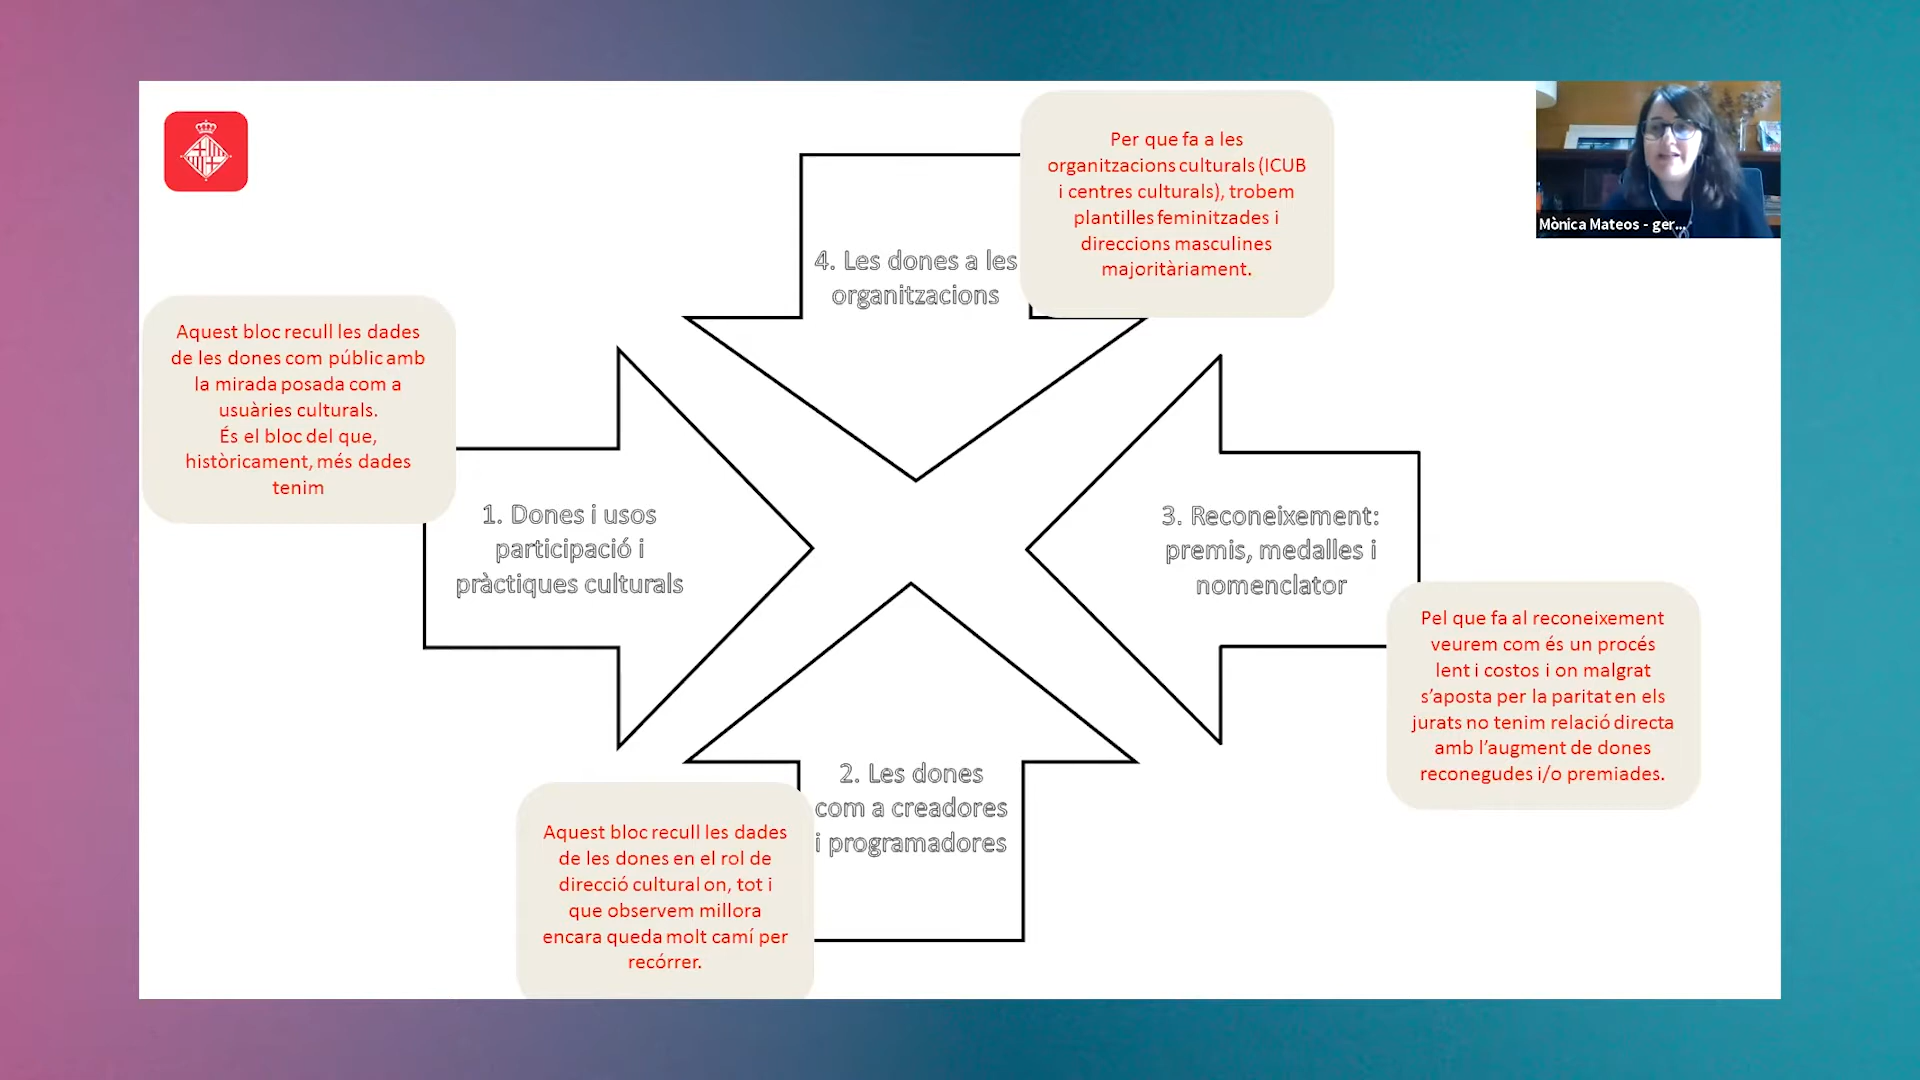 Per que fa a les
organitzacions culturals (ICUB
i centres culturals), trobem
plantilles feminitzades i
direccions masculines
majoritàriament.
Mònica Mateos - ger...
4. Les dones a les
organitzacions
Aquest bloc recull les dades
de les dones com públic amb
la mirada posada com a
usuàries culturals.
És el bloc del que,
històricament, més dades
tenim
1. Dones i usos
participació i
pràctiques culturals
3. Reconeixement:
premis, medalles i
nomenclator
Pel que fa al reconeixement
veurem com és un procés
lent i costos i on malgrat
s’aposta per la paritat en els
jurats no tenim relació directa
amb l’augment de dones
reconegudes i/o premiades.
2. Les dones
com a creadores
i programadores
Aquest bloc recull les dades
de les dones en el rol de
direcció cultural on, tot i
que observem millora
encara queda molt camí per
recórrer.